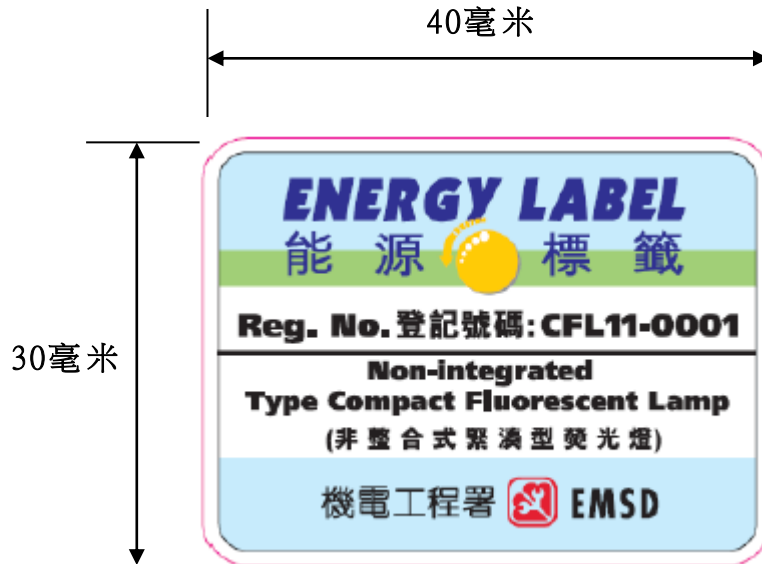 40毫米
ENERGY LABEL
能源標籤
Reg. No.登記號碼:CFL11-0001
30毫米
Non-integrated
Type Compact Fluorescent Lamp
(非整合式緊湊型熒光燈)
機電工程署 EMSD